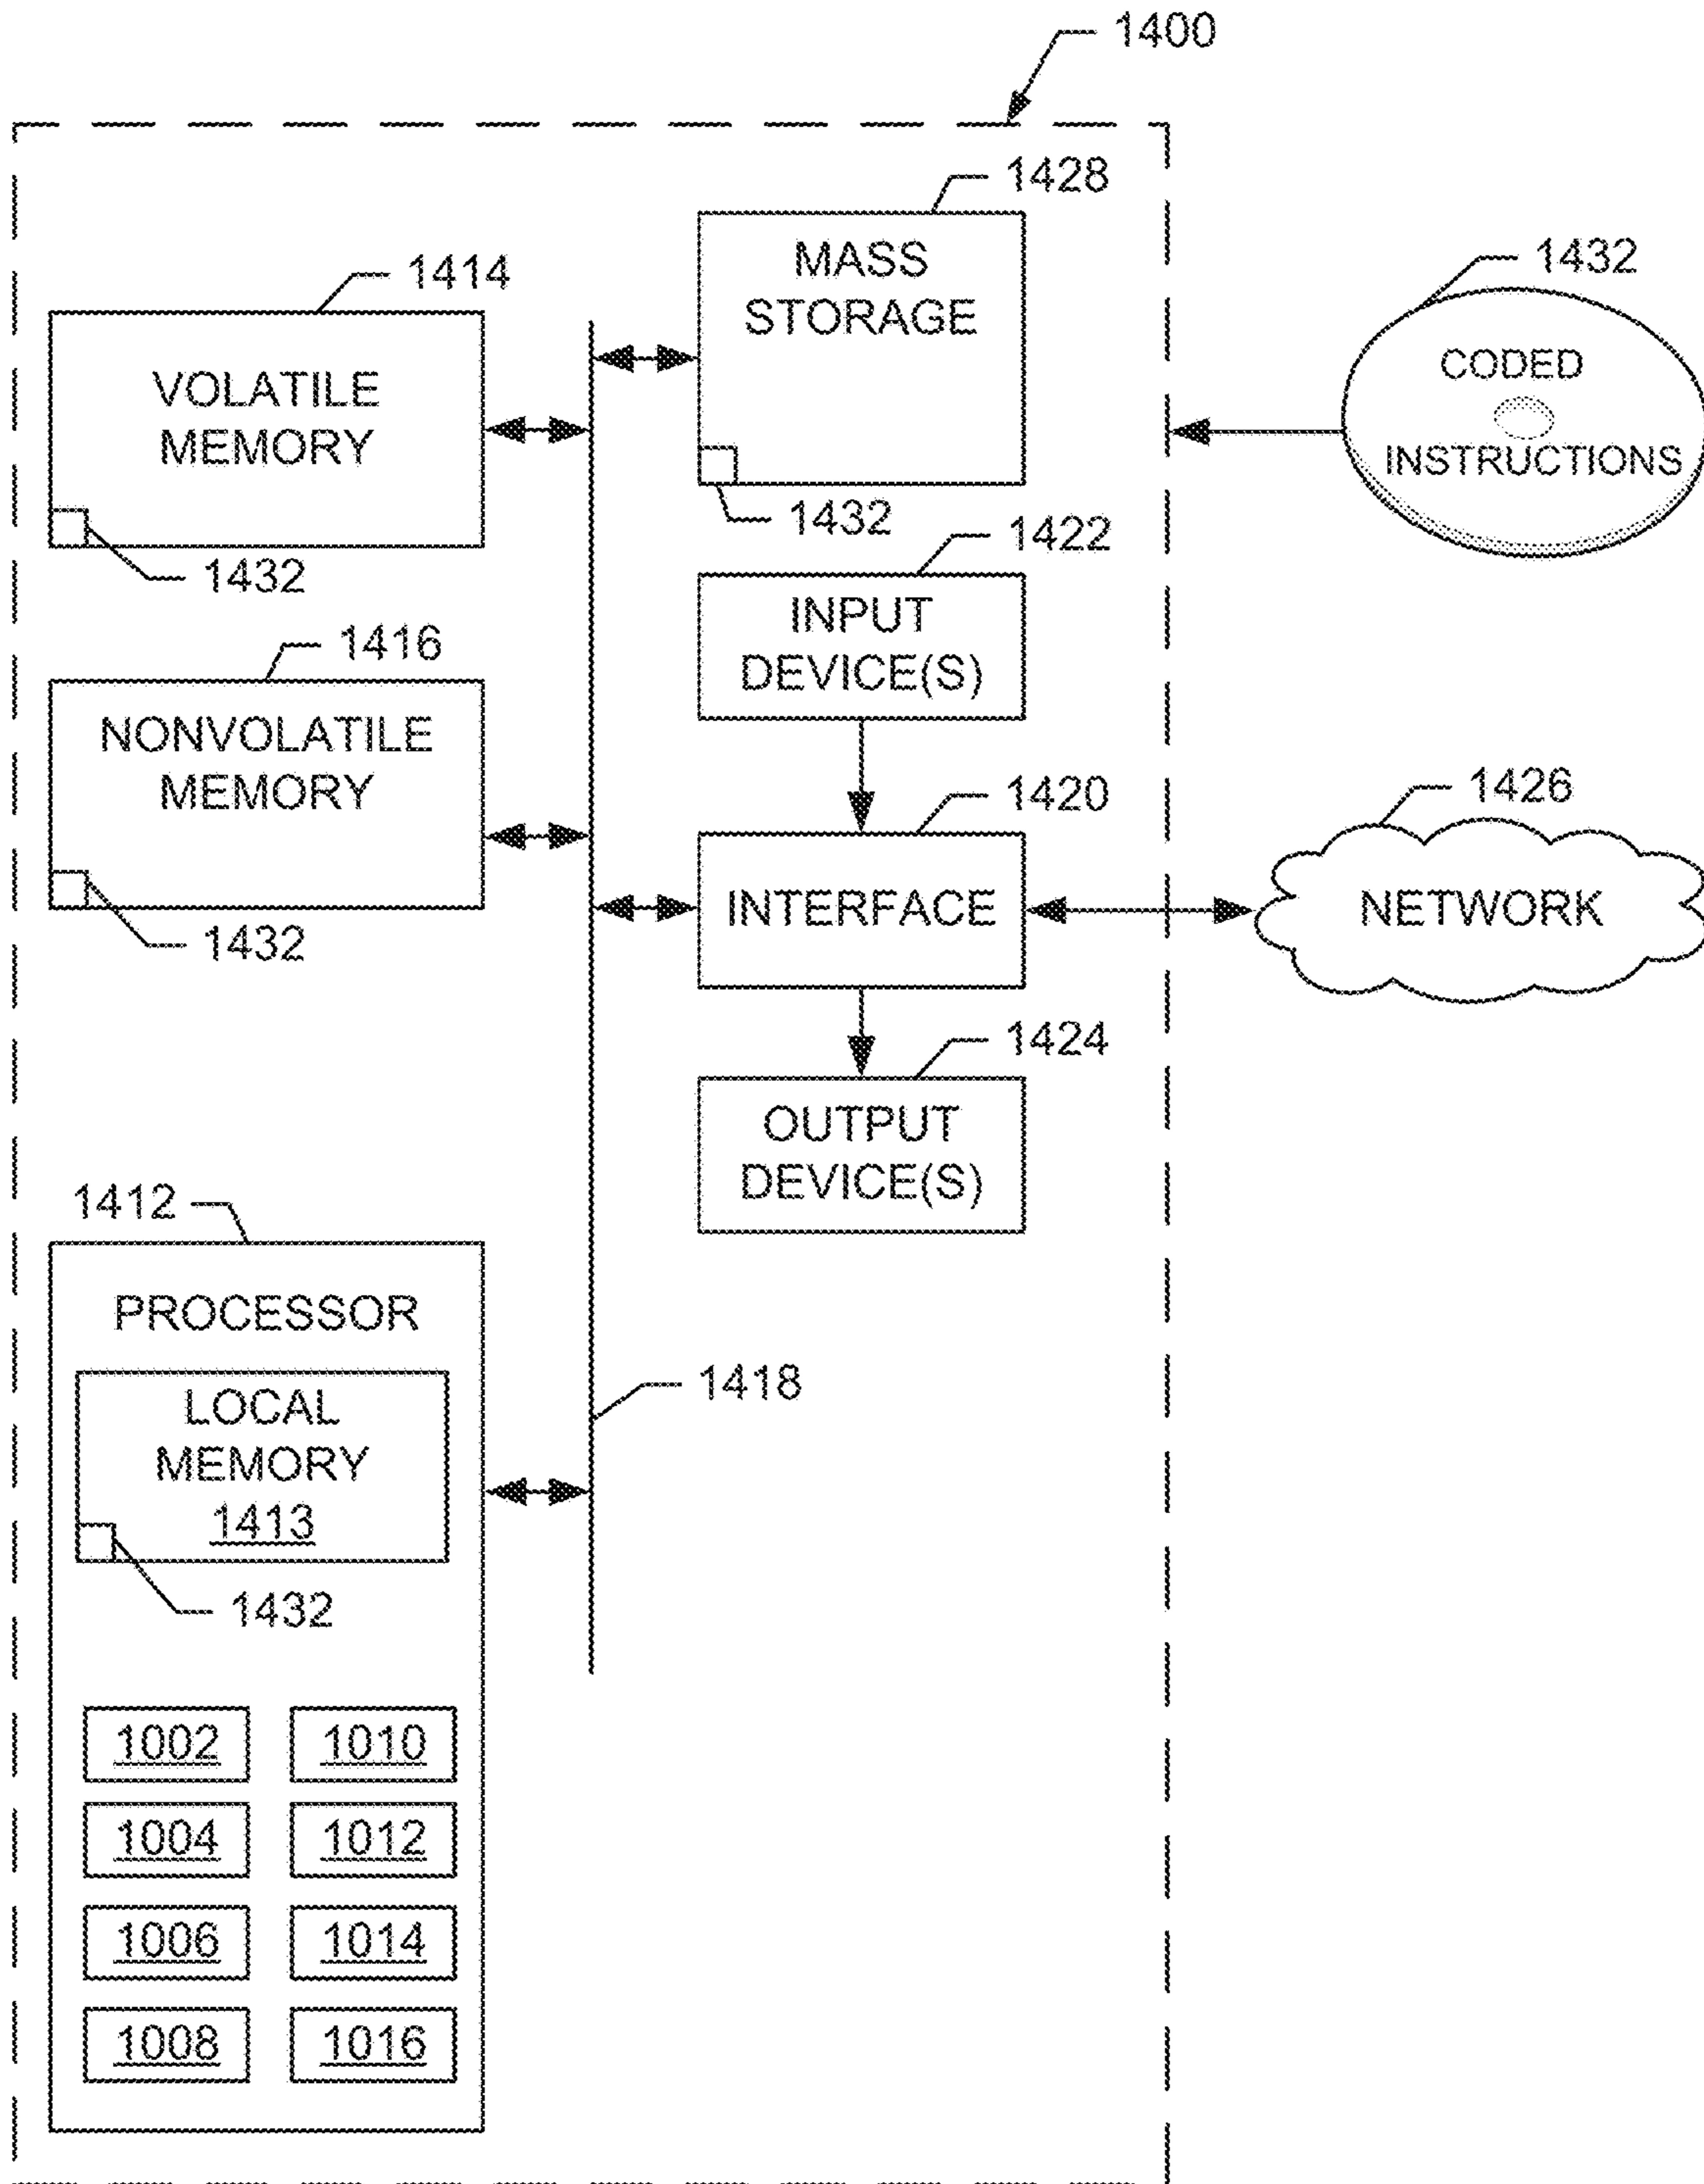 1400
1428
MASS
STORAGE
1432
1414
VOLATILE
MEMORY
1432
1432
CODED
INSTRUCTIONS
1422
INPUT
DEVICE(S)
1416
NONVOLATILE
MEMORY
1432
1420
INTERFACE
1426
NETWORK
1424
OUTPUT
DEVICE(S)
1412
PROCESSOR
LOCAL
MEMORY
1413
1432
1418
1002
1010
1004
1012
1006
1014
1008
1016